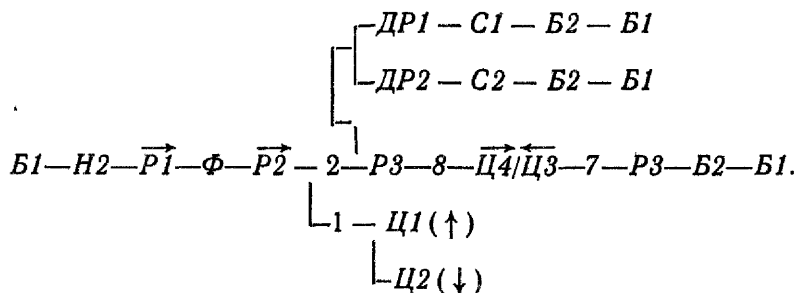 ДР1 — С1 — Б2 — Б1
ДР2 — С2 — Б2 — Б1
Б1—Н2—Р1—Ф—Р2 — 2—Р3—8—Ц4/Ц3—7—Р3—Б2—Б1.
1 — Ц1 (↑)
Ц2 (↓)